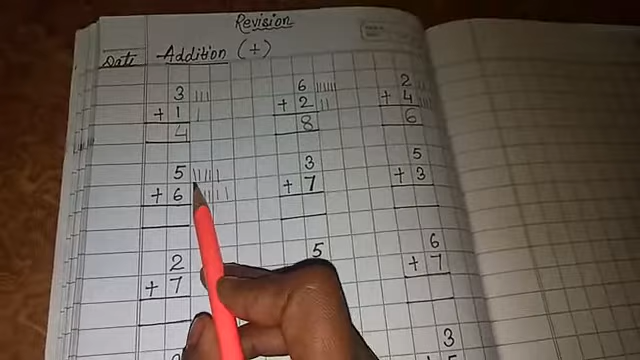 Revision
Date Addition (+)
3 6 2
+ 1 + 2 + 4
4 8 6
5 3 5
+ 6 + 7 + 3
2 5 6
+ 7 + 7
3